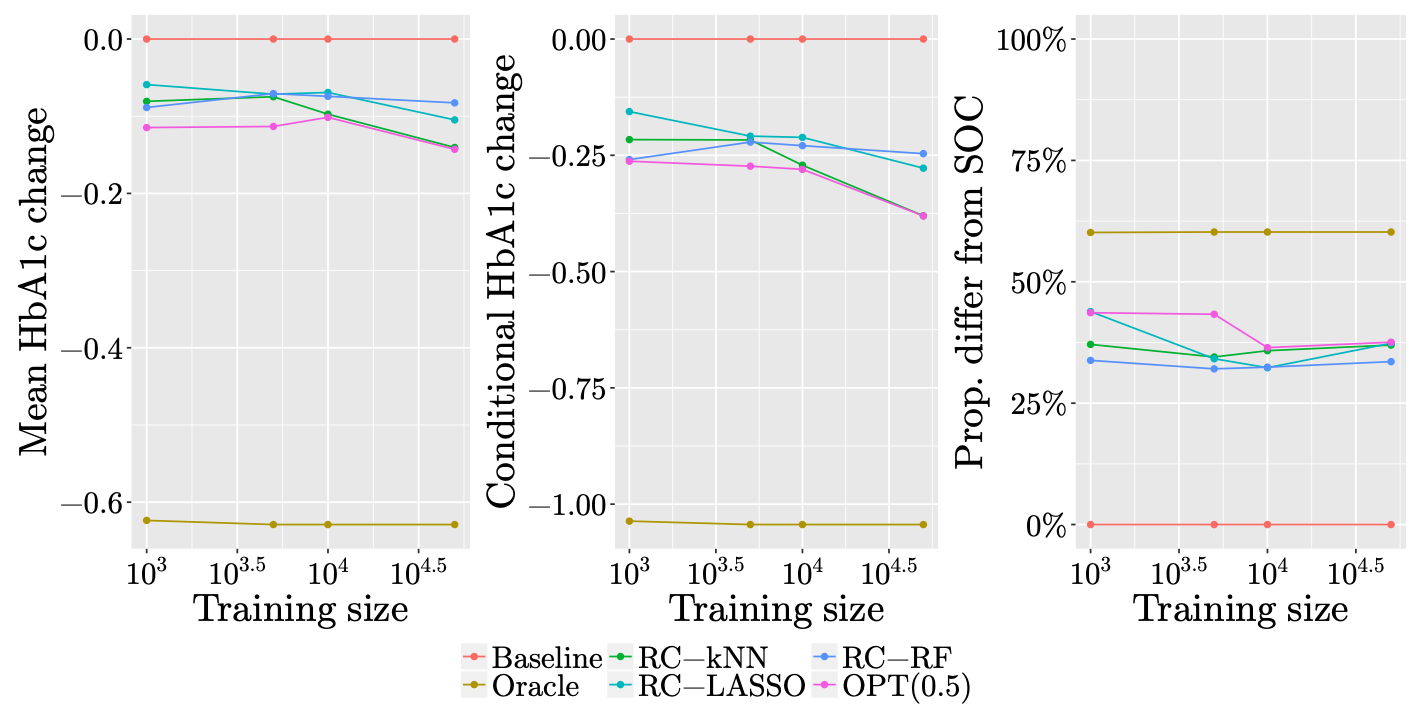 Mean HbA1c change
0.0
−0.2
−0.4
−0.6
10^3 10^3.5 10^4 10^4.5
Training size
Conditional HbA1c change
0.00
−0.25
−0.50
−0.75
−1.00
10^3 10^3.5 10^4 10^4.5
Training size
Prop. differ from SOC
100%
75%
50%
25%
0%
10^3 10^3.5 10^4 10^4.5
Training size
Baseline RC−kNN RC−RF
Oracle RC−LASSO OPT(0.5)